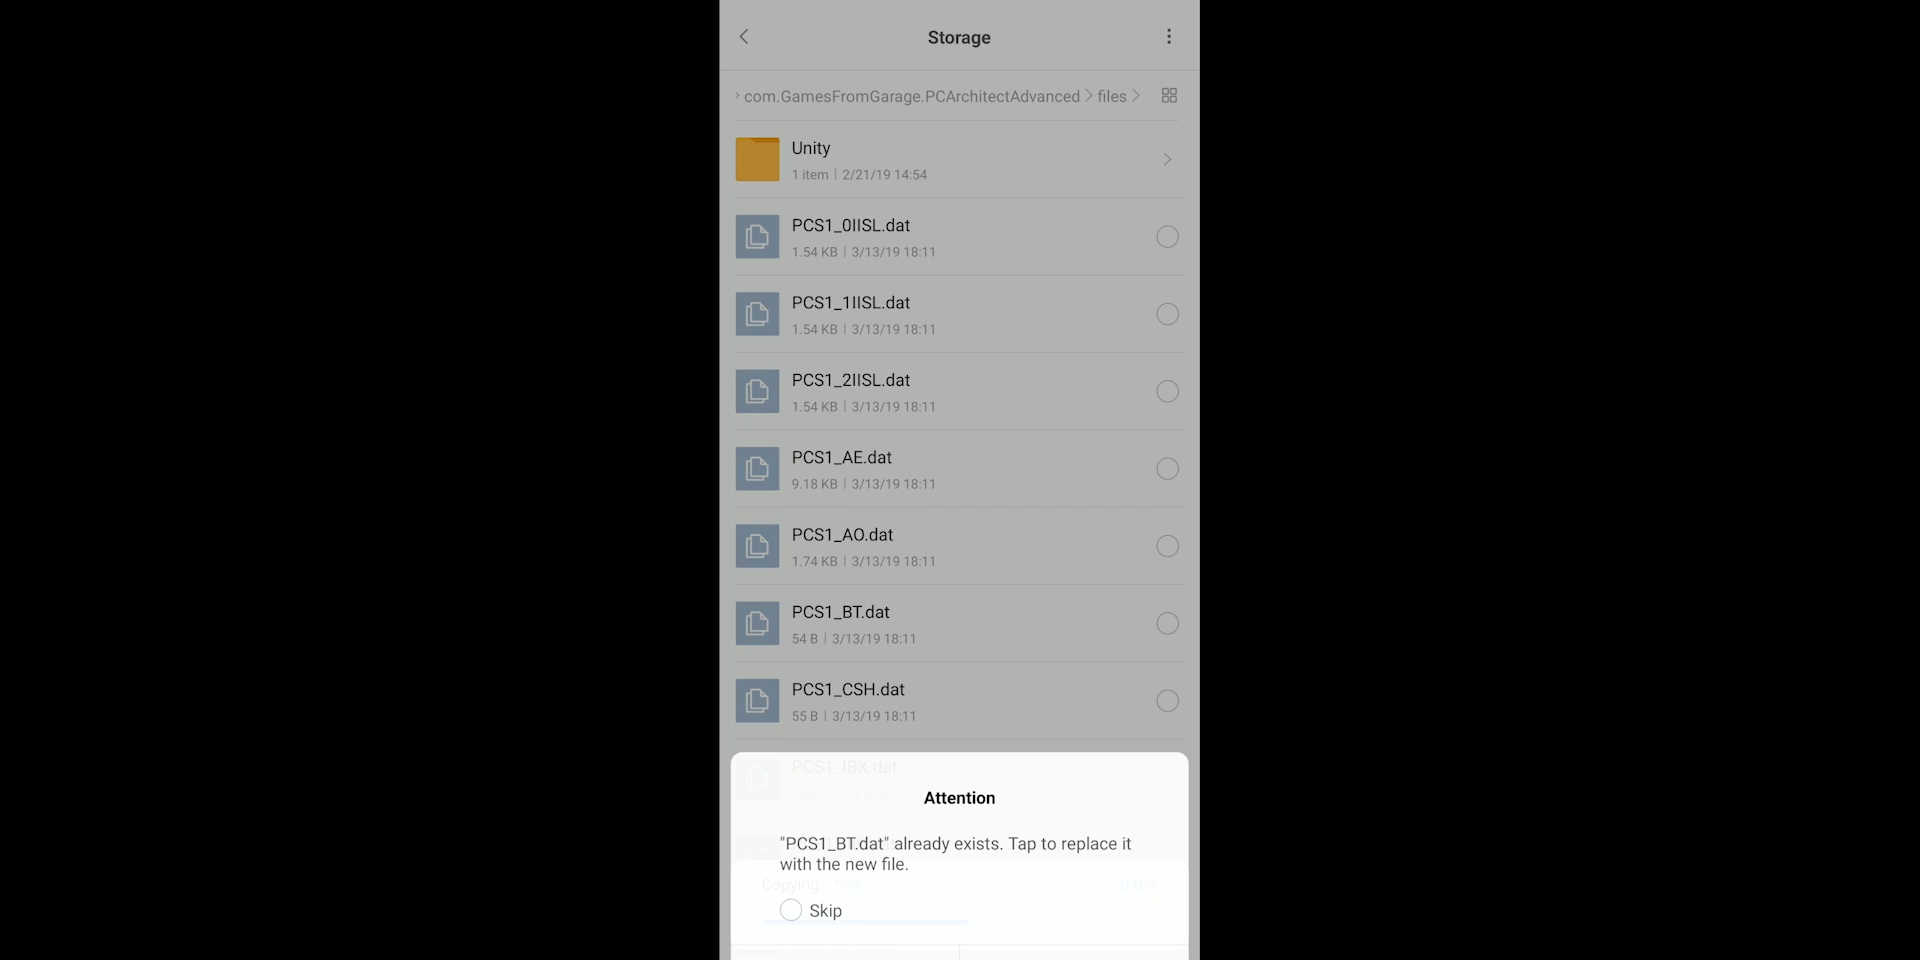 Storage
com.GamesFromGarage.PCArchitectAdvanced > files >
Unity
1 item | 2/21/19 14:54
PCS1_0IISL.dat
1.54 KB | 3/13/19 18:11
PCS1_1IISL.dat
1.54 KB | 3/13/19 18:11
PCS1_2IISL.dat
1.54 KB | 3/13/19 18:11
PCS1_AE.dat
9.18 KB | 3/13/19 18:11
PCS1_AO.dat
1.74 KB | 3/13/19 18:11
PCS1_BT.dat
54 B | 3/13/19 18:11
PCS1_CSH.dat
55 B | 3/13/19 18:11
PCS1_IBX.dat
Attention
"PCS1_BT.dat" already exists. Tap to replace it
with the new file.
Copying
Skip